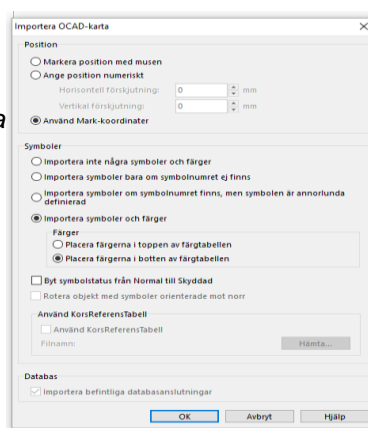 Importera OCAD-karta
Position
Markera position med musen
Ange position numeriskt
Horisontell förskjutning: 0 mm
Vertikal förskjutning: 0 mm
a
Använd Mark-koordinater
Symboler
Importera inte några symboler och färger
Importera symboler bara om symbolnumret ej finns
Importera symboler om symbolnumret finns, men symbolen är annorlunda
definierad
Importera symboler och färger
Färger
Placera färgerna i toppen av färgtabellen
Placera färgerna i botten av färgtabellen
Byt symbolstatus från Normal till Skyddad
Rotera objekt med symboler orienterade mot norr
Använd KorsReferensTabell
Använd KorsReferensTabell
Filnamn: Hämta...
Databas
Importera befintliga databasanslutningar
OK Avbryt Hjälp